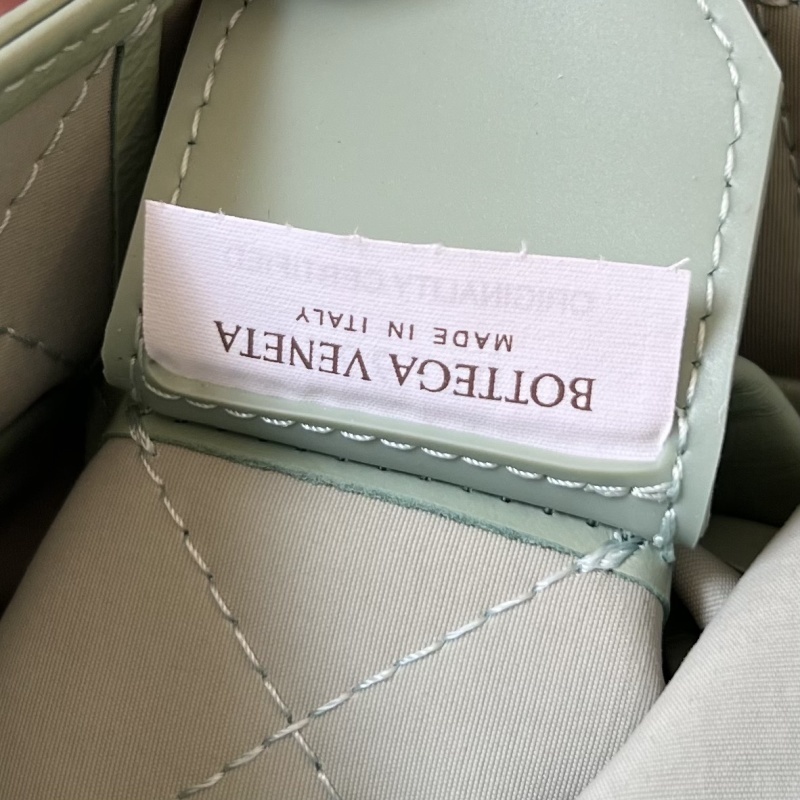 BOTTEGA VENETA
MADE IN ITALY
ORIGINALITY CERTIFIED